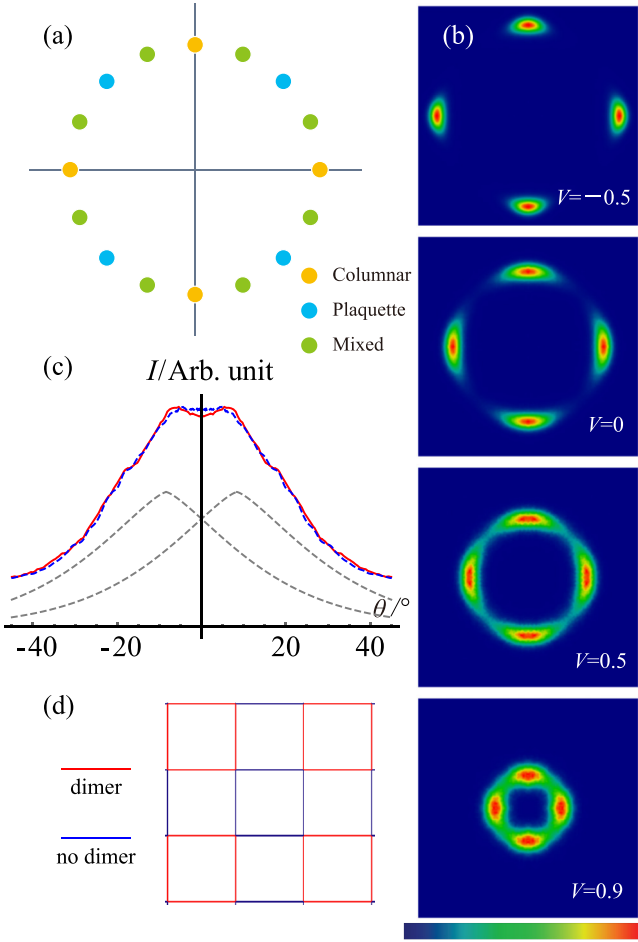 (a)
Columnar
Plaquette
Mixed
(b)
V=−0.5
V=0
V=0.5
V=0.9
(c)
I/Arb. unit
θ/°
-40 -20 20 40
(d)
dimer
no dimer